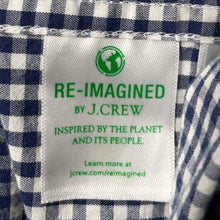 RE-IMAGINED
BY J.CREW
INSPIRED BY THE PLANET
AND ITS PEOPLE.
Learn more at
jcrew.com/reimagined